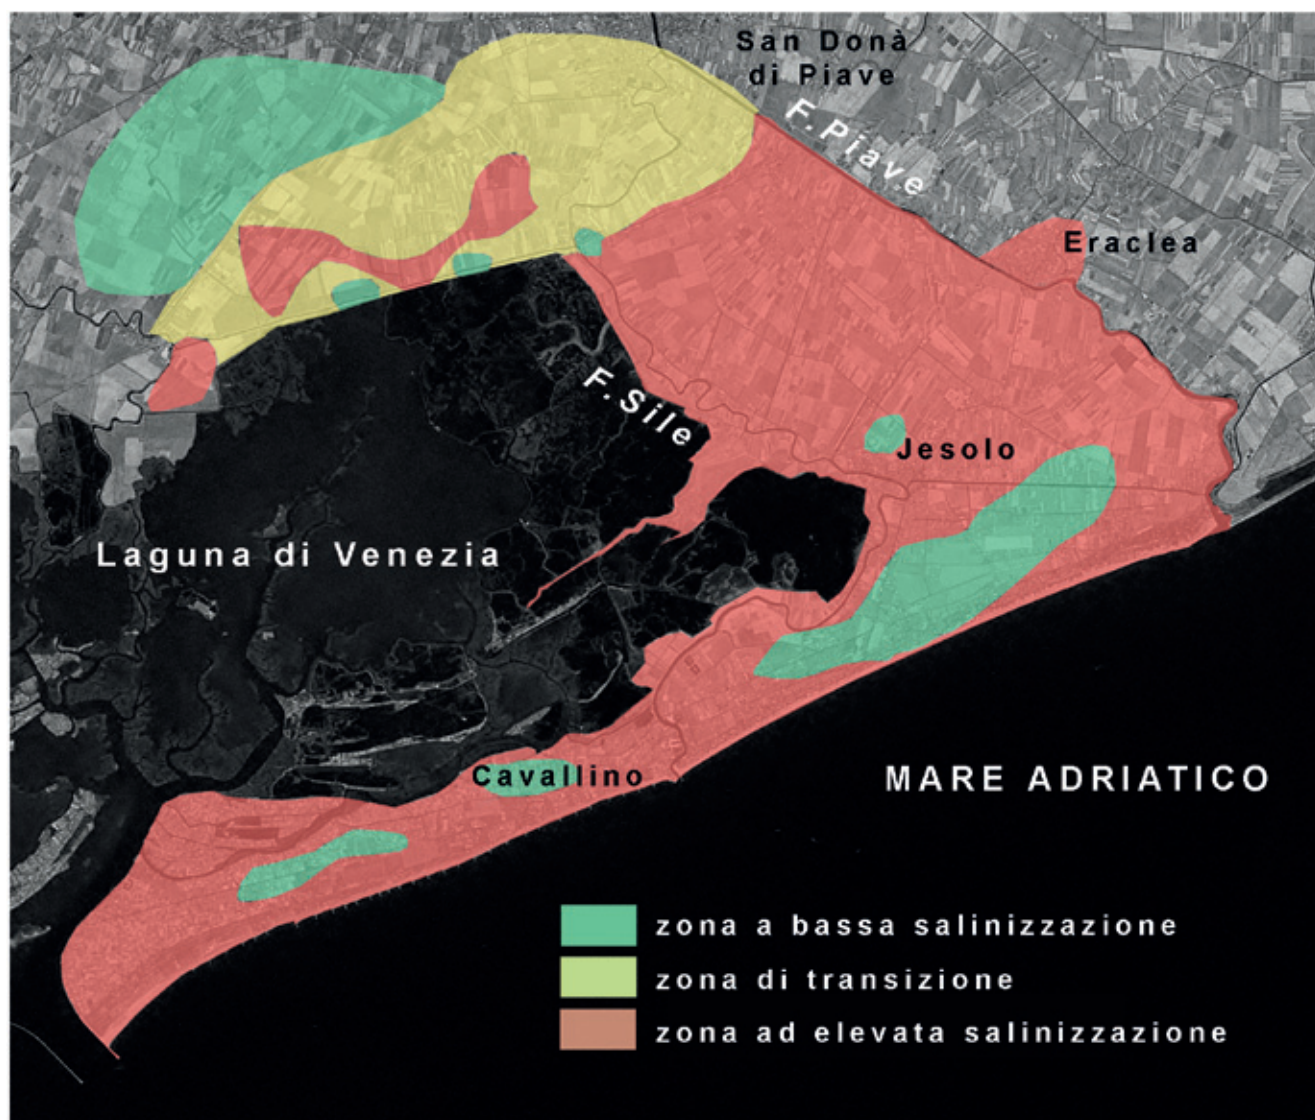 San Donà
di Piave
F. Piave
Eraclea
F. Sile
Jesolo
Laguna di Venezia
Cavallino
MARE ADRIATICO
zona a bassa salinizzazione
zona di transizione
zona ad elevata salinizzazione